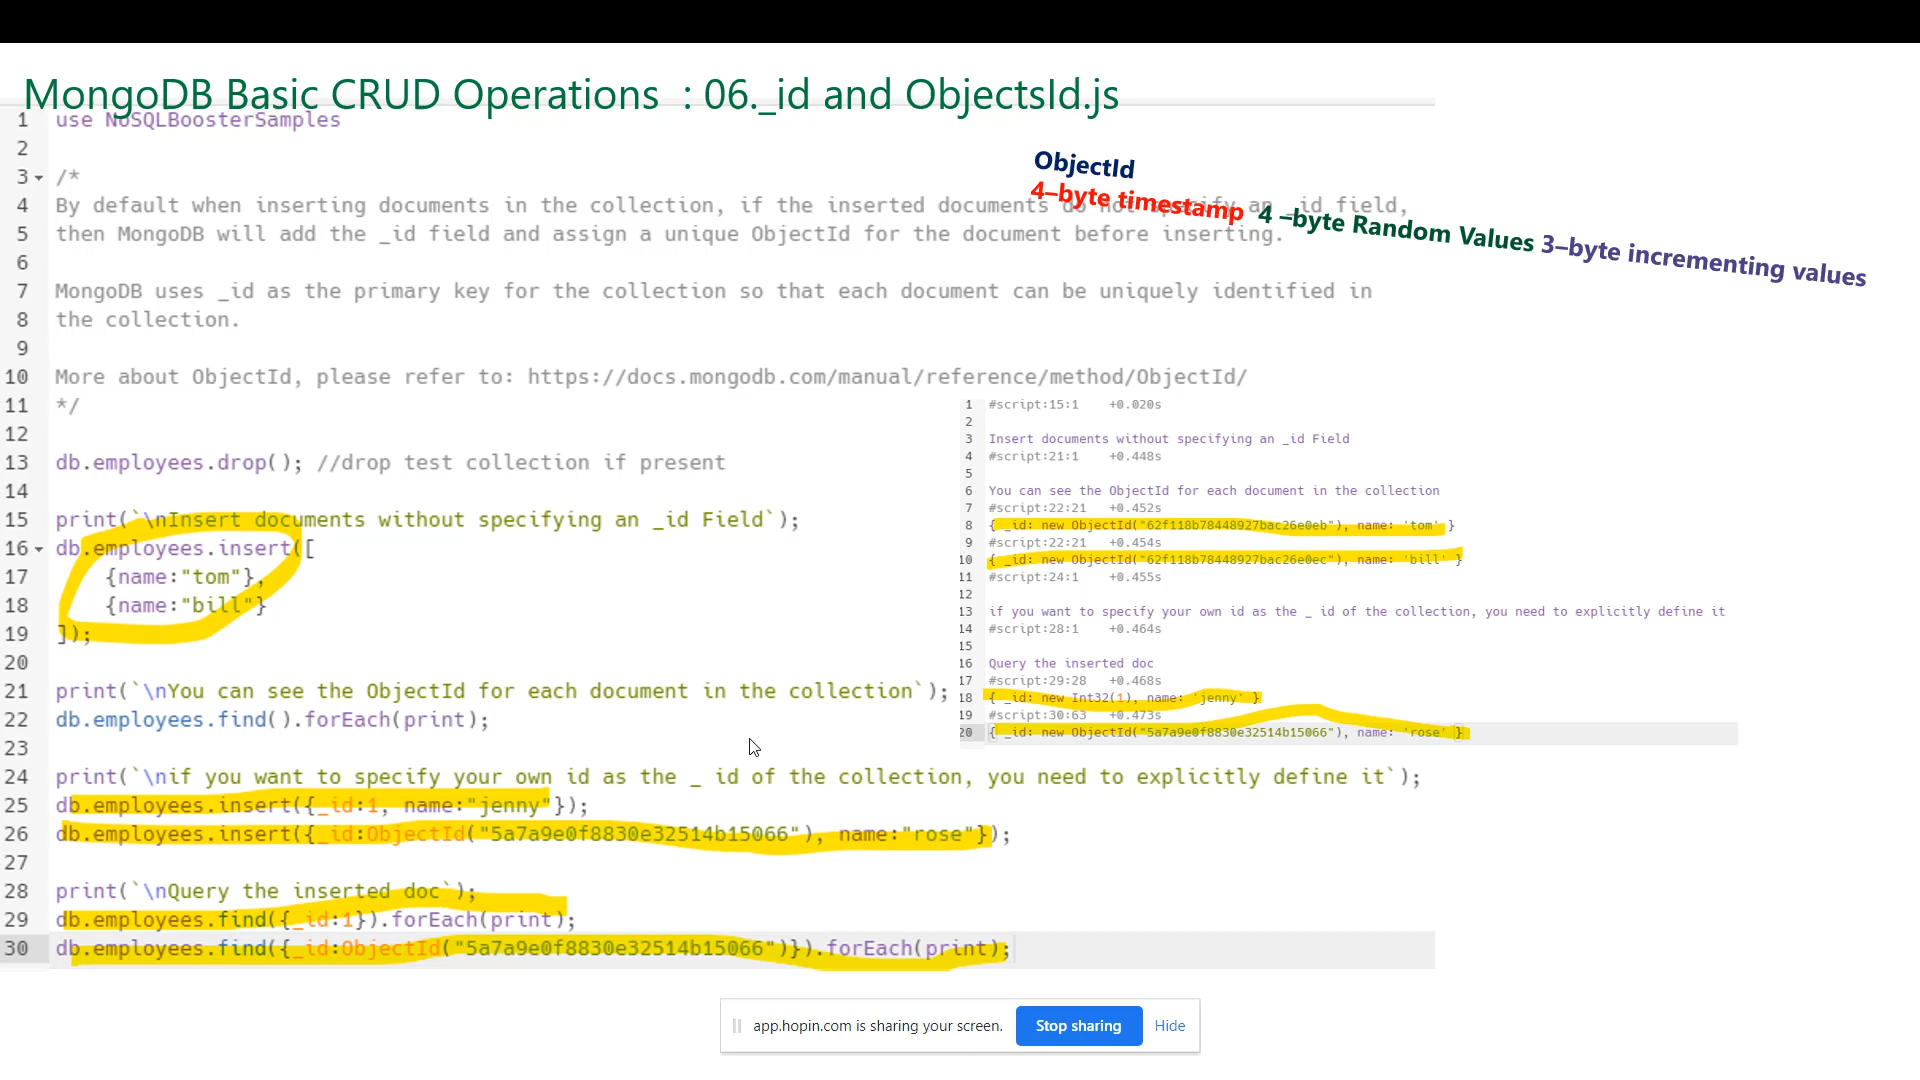 MongoDB Basic CRUD Operations : 06._id and ObjectsId.js
1 use NoSQLBoosterSamples
2
3 /*
4 By default when inserting documents in the collection, if the inserted documents do not specify an _id field,
5 then MongoDB will add the _id field and assign a unique ObjectId for the document before inserting.
6
7 MongoDB uses _id as the primary key for the collection so that each document can be uniquely identified in
8 the collection.
9
10 More about ObjectId, please refer to: https://docs.mongodb.com/manual/reference/method/ObjectId/
11 */
12
13 db.employees.drop(); //drop test collection if present
14
15 print(`\nInsert documents without specifying an _id Field`);
16 db.employees.insert([
17 {name:"tom"},
18 {name:"bill"}
19 ]);
20
21 print(`\nYou can see the ObjectId for each document in the collection`);
22 db.employees.find().forEach(print);
23
24 print(`\nif you want to specify your own id as the _ id of the collection, you need to explicitly define it`);
25 db.employees.insert({_id:1, name:"jenny"});
26 db.employees.insert({_id:ObjectId("5a7a9e0f8830e32514b15066"), name:"rose"});
27
28 print(`\nQuery the inserted doc`);
29 db.employees.find({_id:1}).forEach(print);
30 db.employees.find({_id:ObjectId("5a7a9e0f8830e32514b15066")}).forEach(print);
ObjectId
4–byte timestamp 4 –byte Random Values 3–byte incrementing values
1 #script:15:1 +0.020s
2
3 Insert documents without specifying an _id Field
4 #script:21:1 +0.448s
5
6 You can see the ObjectId for each document in the collection
7 #script:22:21 +0.452s
8 { _id: new ObjectId("62f118b78448927bac26e0eb"), name: 'tom' }
9 #script:22:21 +0.454s
10 { _id: new ObjectId("62f118b78448927bac26e0ec"), name: 'bill' }
11 #script:24:1 +0.455s
12
13 if you want to specify your own id as the _ id of the collection, you need to explicitly define it
14 #script:28:1 +0.464s
15
16 Query the inserted doc
17 #script:29:28 +0.468s
18 { _id: new Int32(1), name: 'jenny' }
19 #script:30:63 +0.473s
20 { _id: new ObjectId("5a7a9e0f8830e32514b15066"), name: 'rose' }
app.hopin.com is sharing your screen.
Stop sharing
Hide